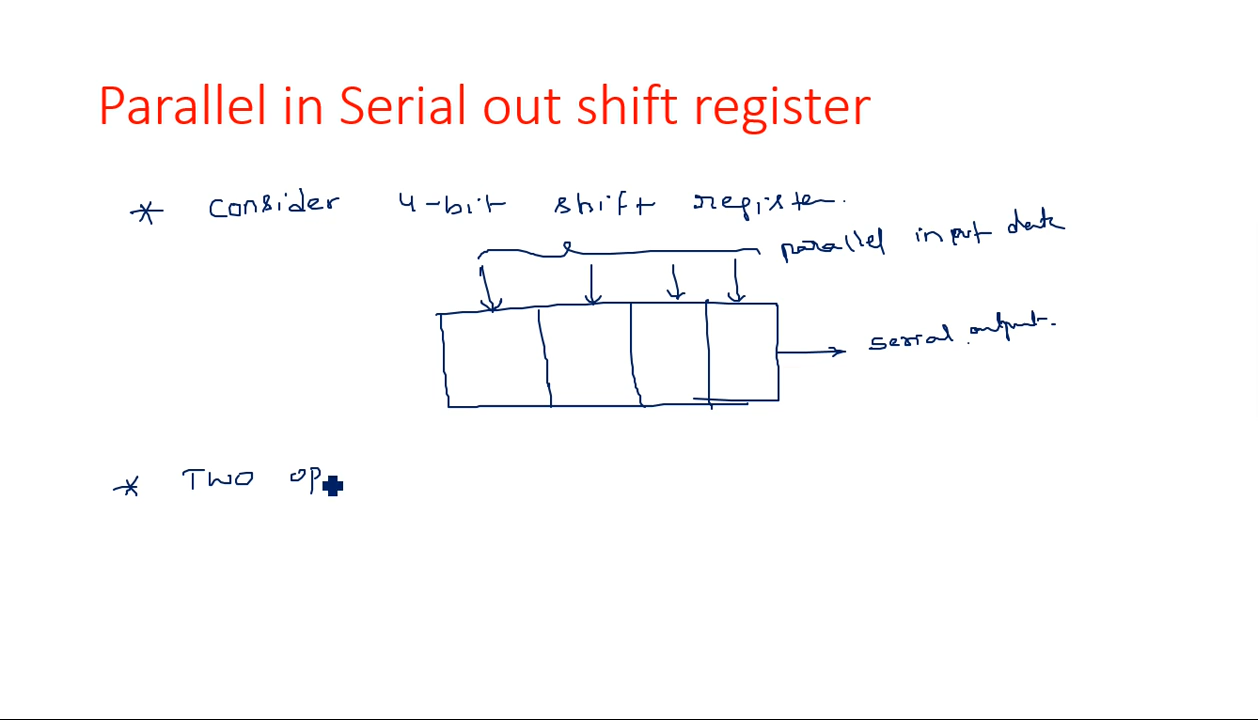 Parallel in Serial out shift register
* Consider 4-bit shift register.
parallel input data
serial output.
* Two op